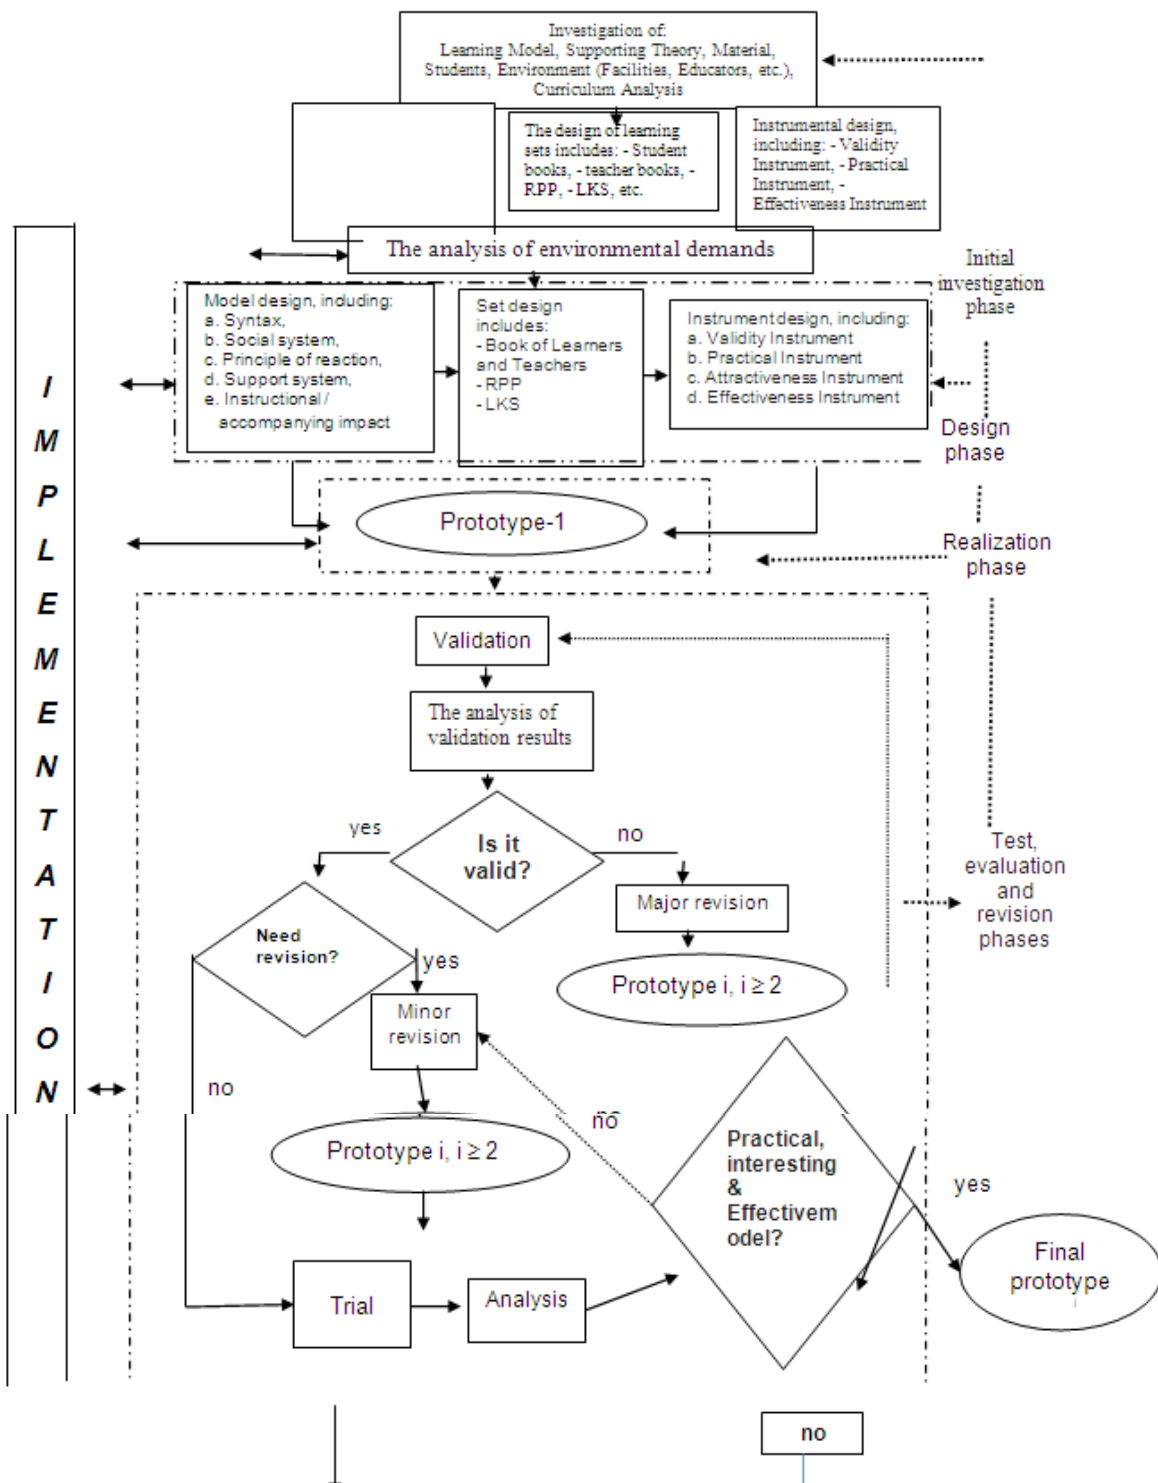 Investigation of:
Learning Model, Supporting Theory, Material,
Students, Environment (Facilities, Educators, etc.),
Curriculum Analysis
The design of learning
sets includes: - Student
books, - teacher books, -
RPP, - LKS, etc.
Instrumental design,
including: - Validity
Instrument, - Practical
Instrument, -
Effectiveness Instrument
The analysis of environmental demands
Initial
investigation
phase
Model design, including:
a. Syntax,
b. Social system,
c. Principle of reaction,
d. Support system,
e. Instructional /
accompanying impact
Set design
includes:
- Book of Learners
and Teachers
- RPP
- LKS
Instrument design, including:
a. Validity Instrument
b. Practical Instrument
c. Attractiveness Instrument
d. Effectiveness Instrument
Design
phase
Prototype-1
Realization
phase
I
M
P
L
E
M
E
N
T
A
T
I
O
N
Validation
The analysis of
validation results
Is it
valid?
yes
no
Major revision
Test,
evaluation
and
revision
phases
Need
revision?
yes
Prototype i, i ≥ 2
Minor
revision
no
no
Prototype i, i ≥ 2
Practical,
interesting
&
Effectivem
odel?
yes
Final
prototype
Trial
Analysis
no